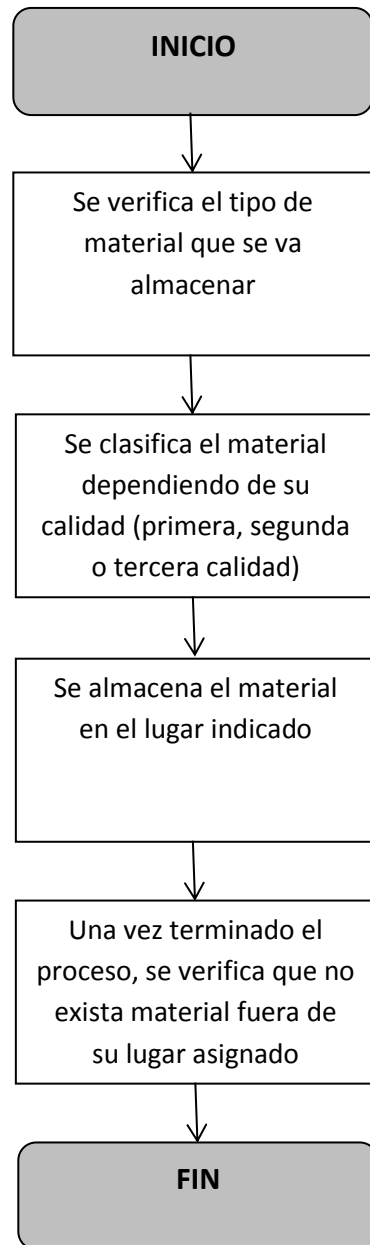 INICIO
Se verifica el tipo de
material que se va
almacenar
Se clasifica el material
dependiendo de su
calidad (primera, segunda
o tercera calidad)
Se almacena el material
en el lugar indicado
Una vez terminado el
proceso, se verifica que no
exista material fuera de
su lugar asignado
FIN